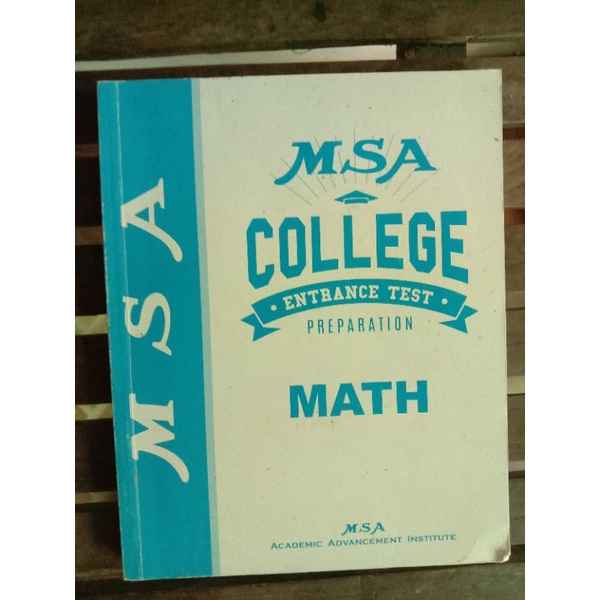 MSA
MSA
COLLEGE
• ENTRANCE TEST •
PREPARATION
MATH
MSA
ACADEMIC ADVANCEMENT INSTITUTE